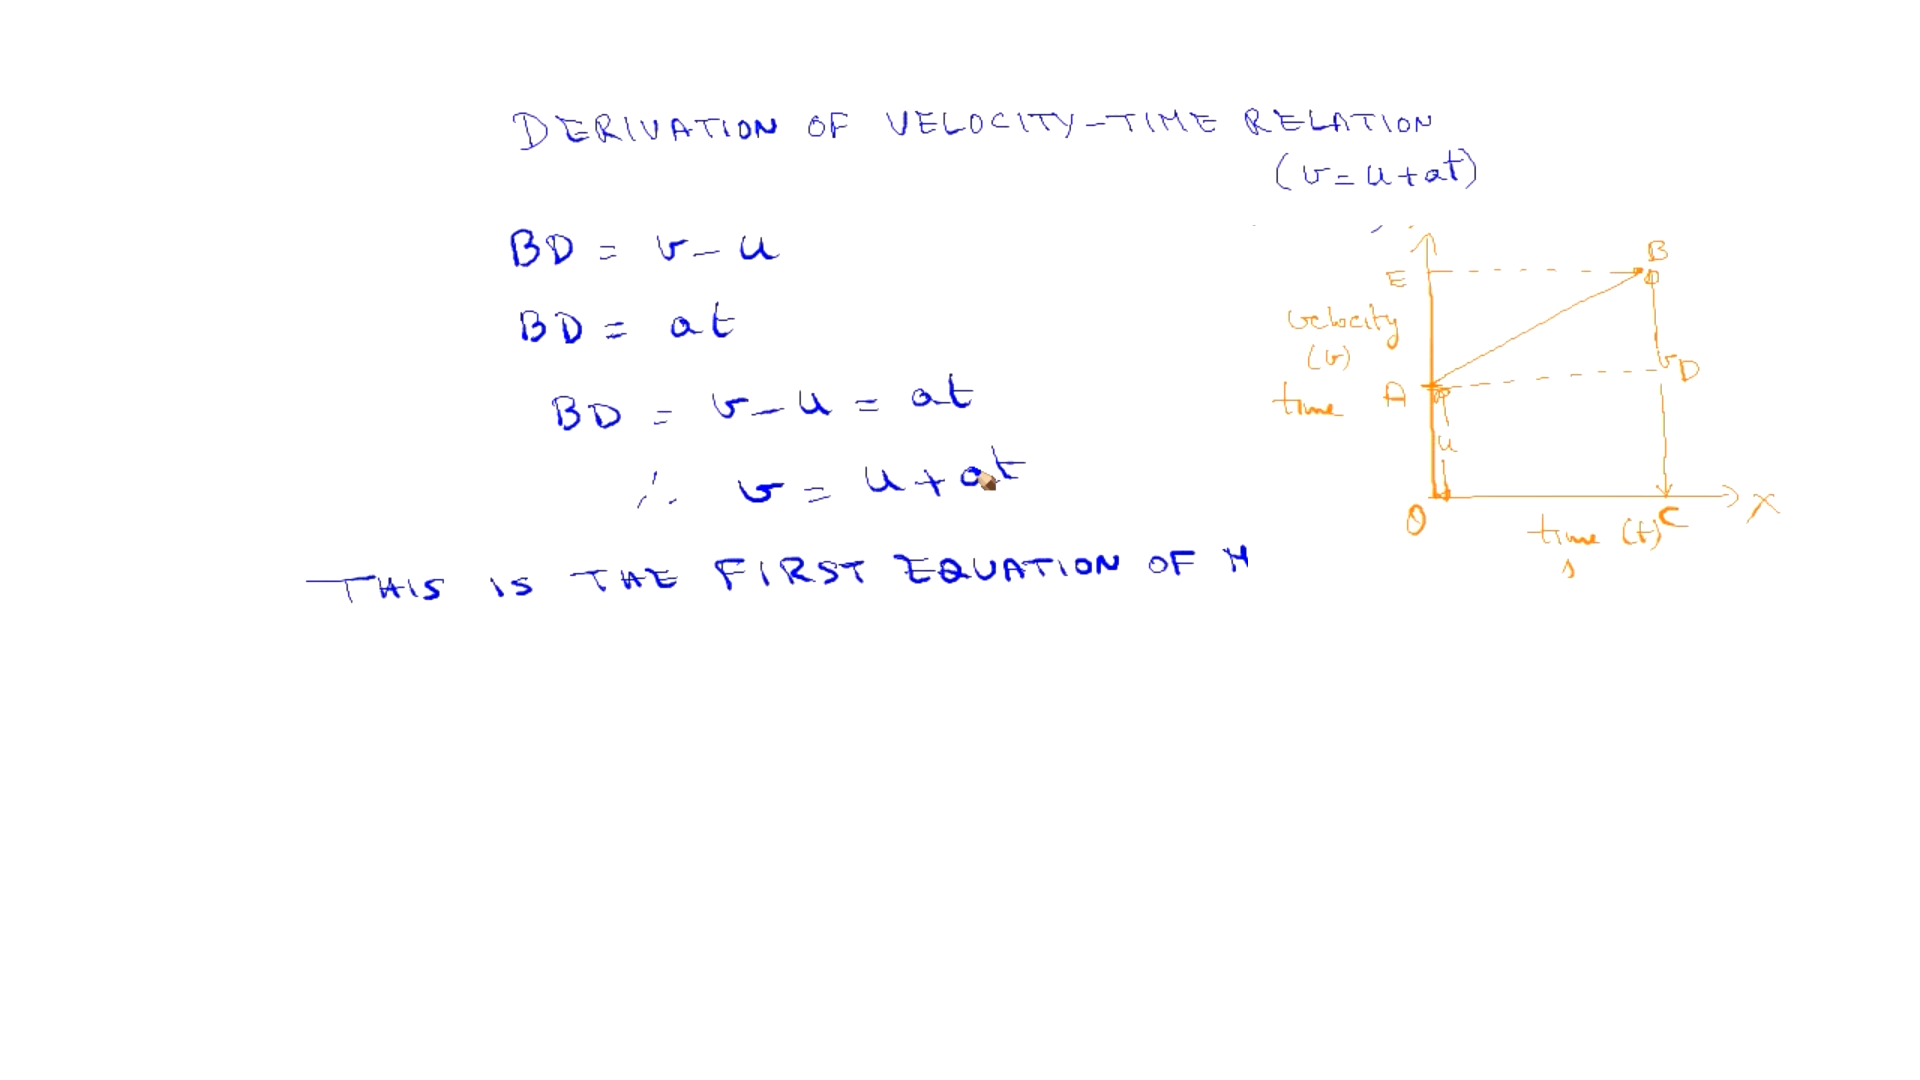 DERIVATION OF VELOCITY-TIME RELATION
(v=u+at)
BD = v-u
BD = at
BD = v-u = at
∴ v = u+at
THIS IS THE FIRST EQUATION OF M
B
E
velocity
(v)
D
time A
u
O
C
X
time (t)
s